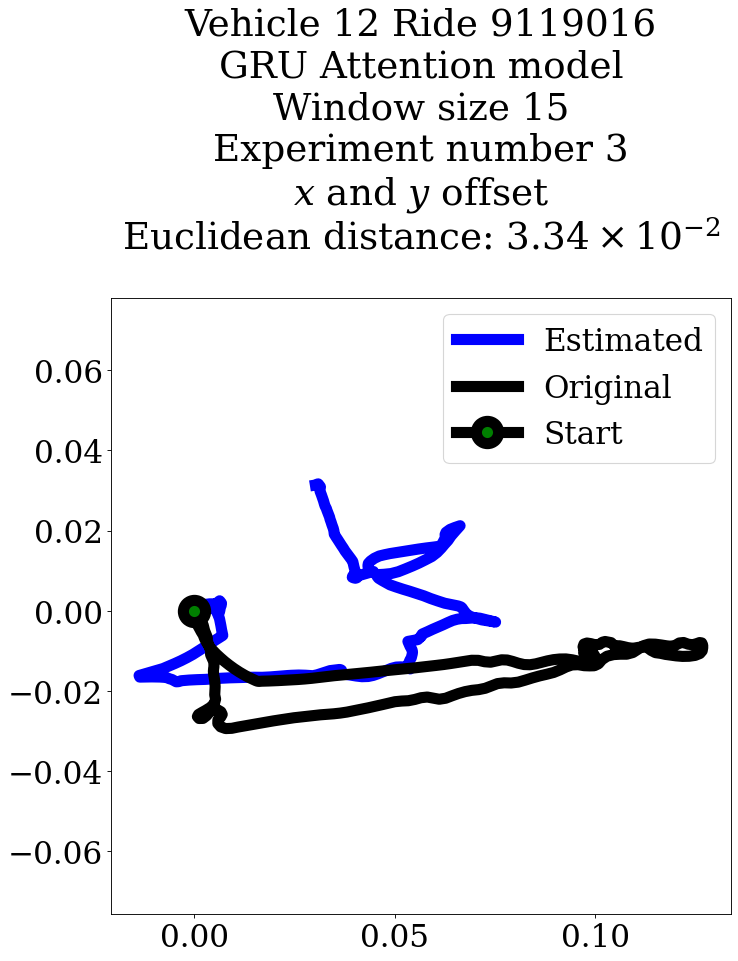 Vehicle 12 Ride 9119016
GRU Attention model
Window size 15
Experiment number 3
x and y offset
Euclidean distance: 3.34 × 10⁻²
Estimated
Original
Start
0.06
0.04
0.02
0.00
−0.02
−0.04
−0.06
0.00 0.05 0.10